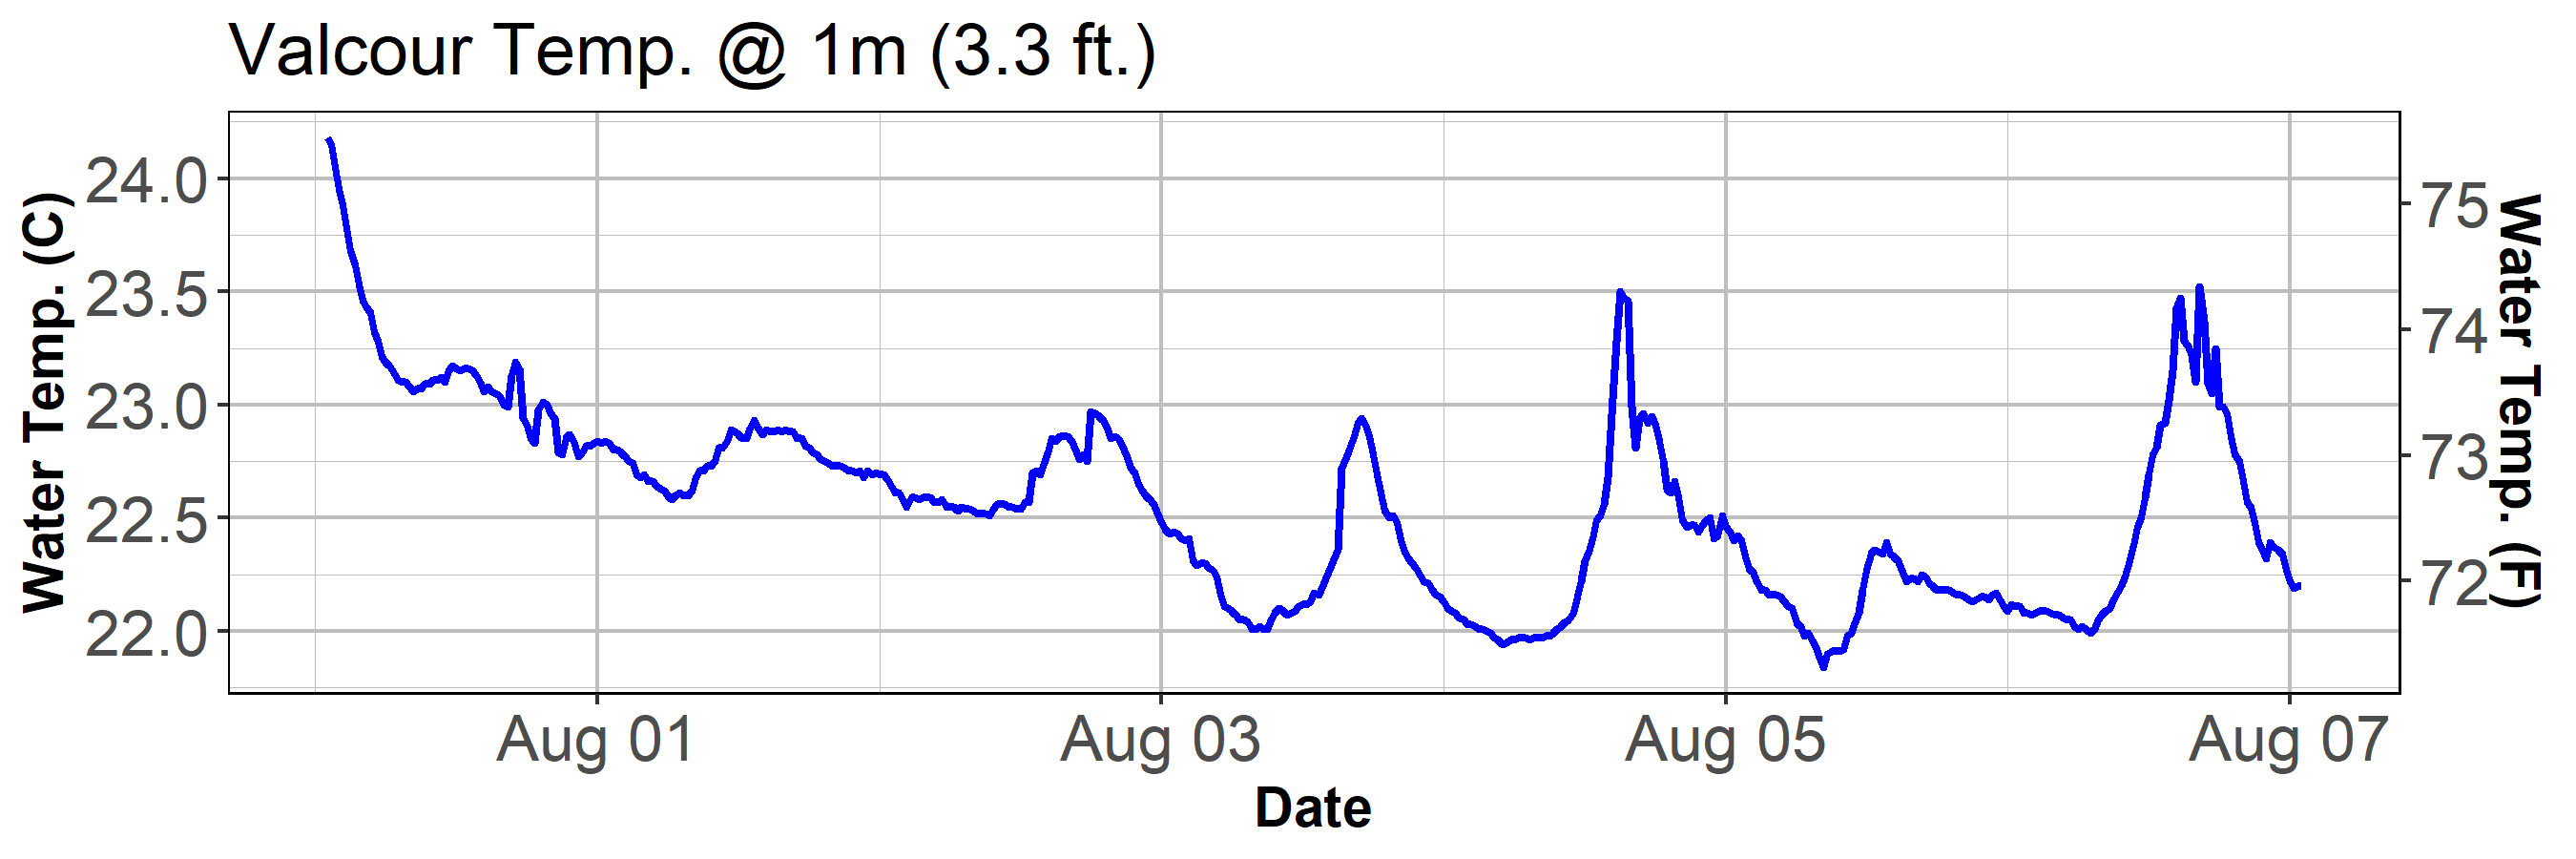 Valcour Temp. @ 1m (3.3 ft.)
Water Temp. (C)
24.0
23.5
23.0
22.5
22.0
75
74
73
72
Water Temp. (F)
Aug 01 Aug 03 Aug 05 Aug 07
Date